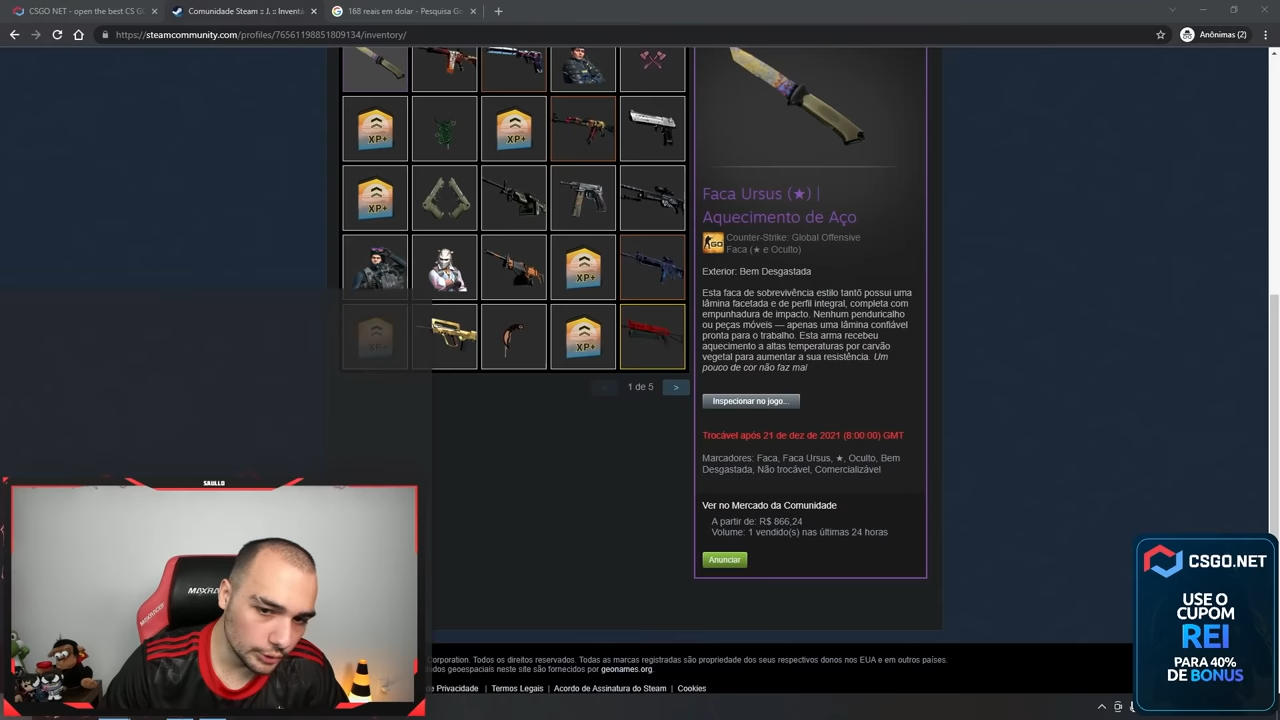 CSGO NET - open the best CS G
Comunidade Steam :: J. :: Inventá
168 reais em dolar - Pesquisa Go
https://steamcommunity.com/profiles/76561198851809134/inventory/
Anônimas (2)
XP+
XP+
XP+
XP+
XP+
XP+
1 de 5
>
Faca Ursus (★) |
Aquecimento de Aço
Counter-Strike: Global Offensive
Faca (★ e Oculto)
Exterior: Bem Desgastada
Esta faca de sobrevivência estilo tantō possui uma
lâmina facetada e de perfil integral, completa com
empunhadura de impacto. Nenhum penduricalho
ou peças móveis — apenas uma lâmina confiável
pronta para o trabalho. Esta arma recebeu
aquecimento a altas temperaturas por carvão
vegetal para aumentar a sua resistência. Um
pouco de cor não faz mal
Inspecionar no jogo...
Trocável após 21 de dez de 2021 (8:00:00) GMT
Marcadores: Faca, Faca Ursus, ★, Oculto, Bem
Desgastada, Não trocável, Comercializável
Ver no Mercado da Comunidade
A partir de: R$ 866,24
Volume: 1 vendido(s) nas últimas 24 horas
Anunciar
SAULLO
MAXRACER
CSGO.NET
USE O
CUPOM
REI
PARA 40%
DE BONUS
Corporation. Todos os direitos reservados. Todas as marcas registradas são propriedade dos seus respectivos donos nos EUA e em outros países.
dados geoespaciais neste site são fornecidos por geonames.org.
de Privacidade | Termos Legais | Acordo de Assinatura do Steam | Cookies